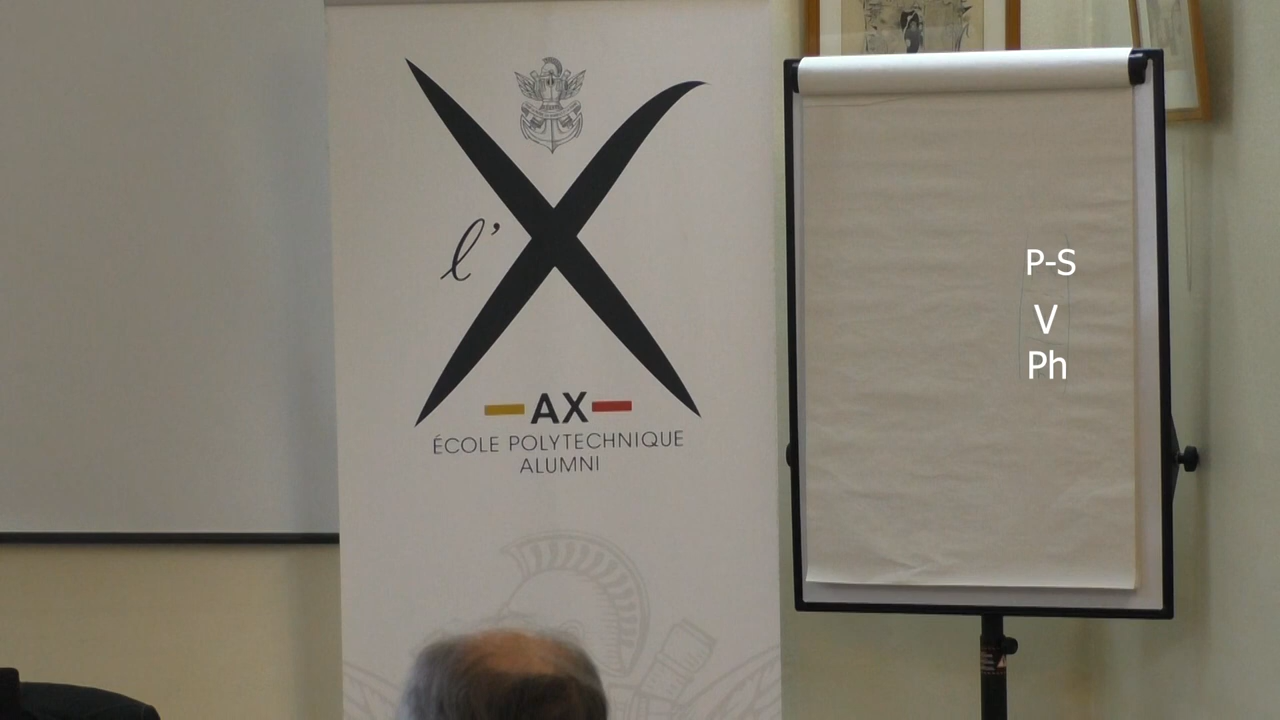 l'X
AX
ÉCOLE POLYTECHNIQUE
ALUMNI
P-S
V
Ph